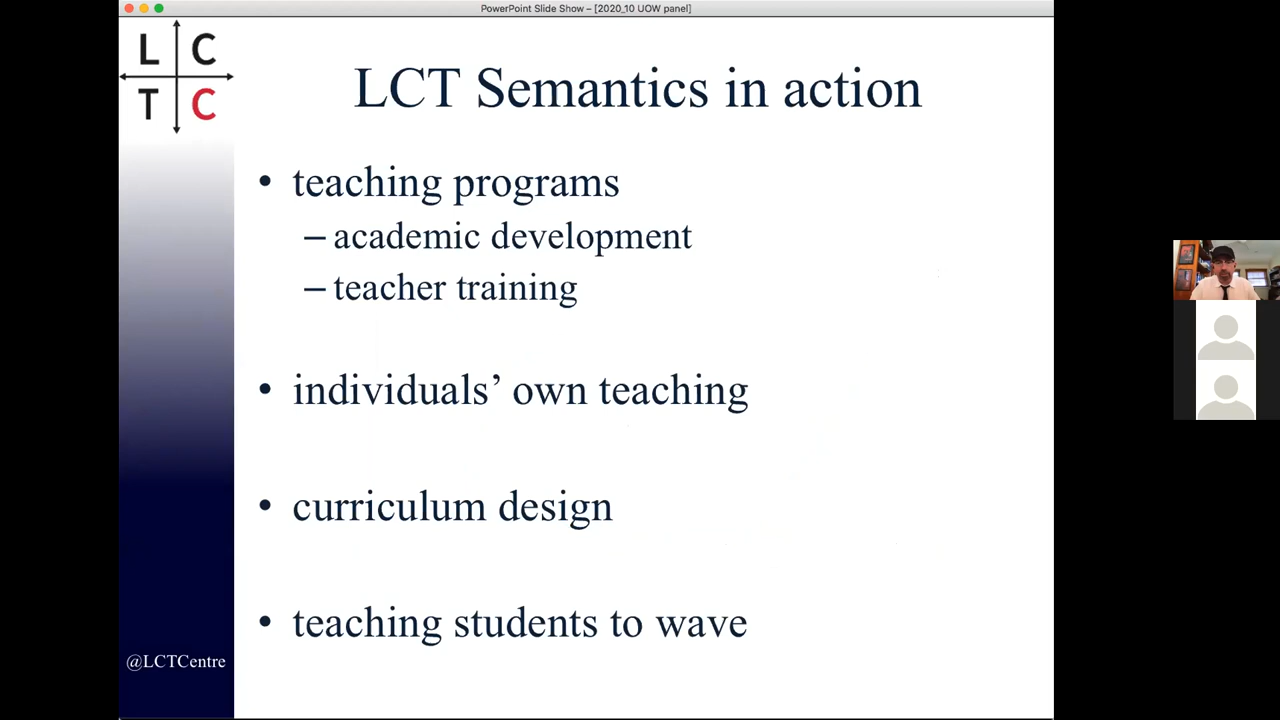 PowerPoint Slide Show – [2020_10 UOW panel]
L C
T C
LCT Semantics in action
• teaching programs
– academic development
– teacher training
• individuals’ own teaching
• curriculum design
• teaching students to wave
@LCTCentre